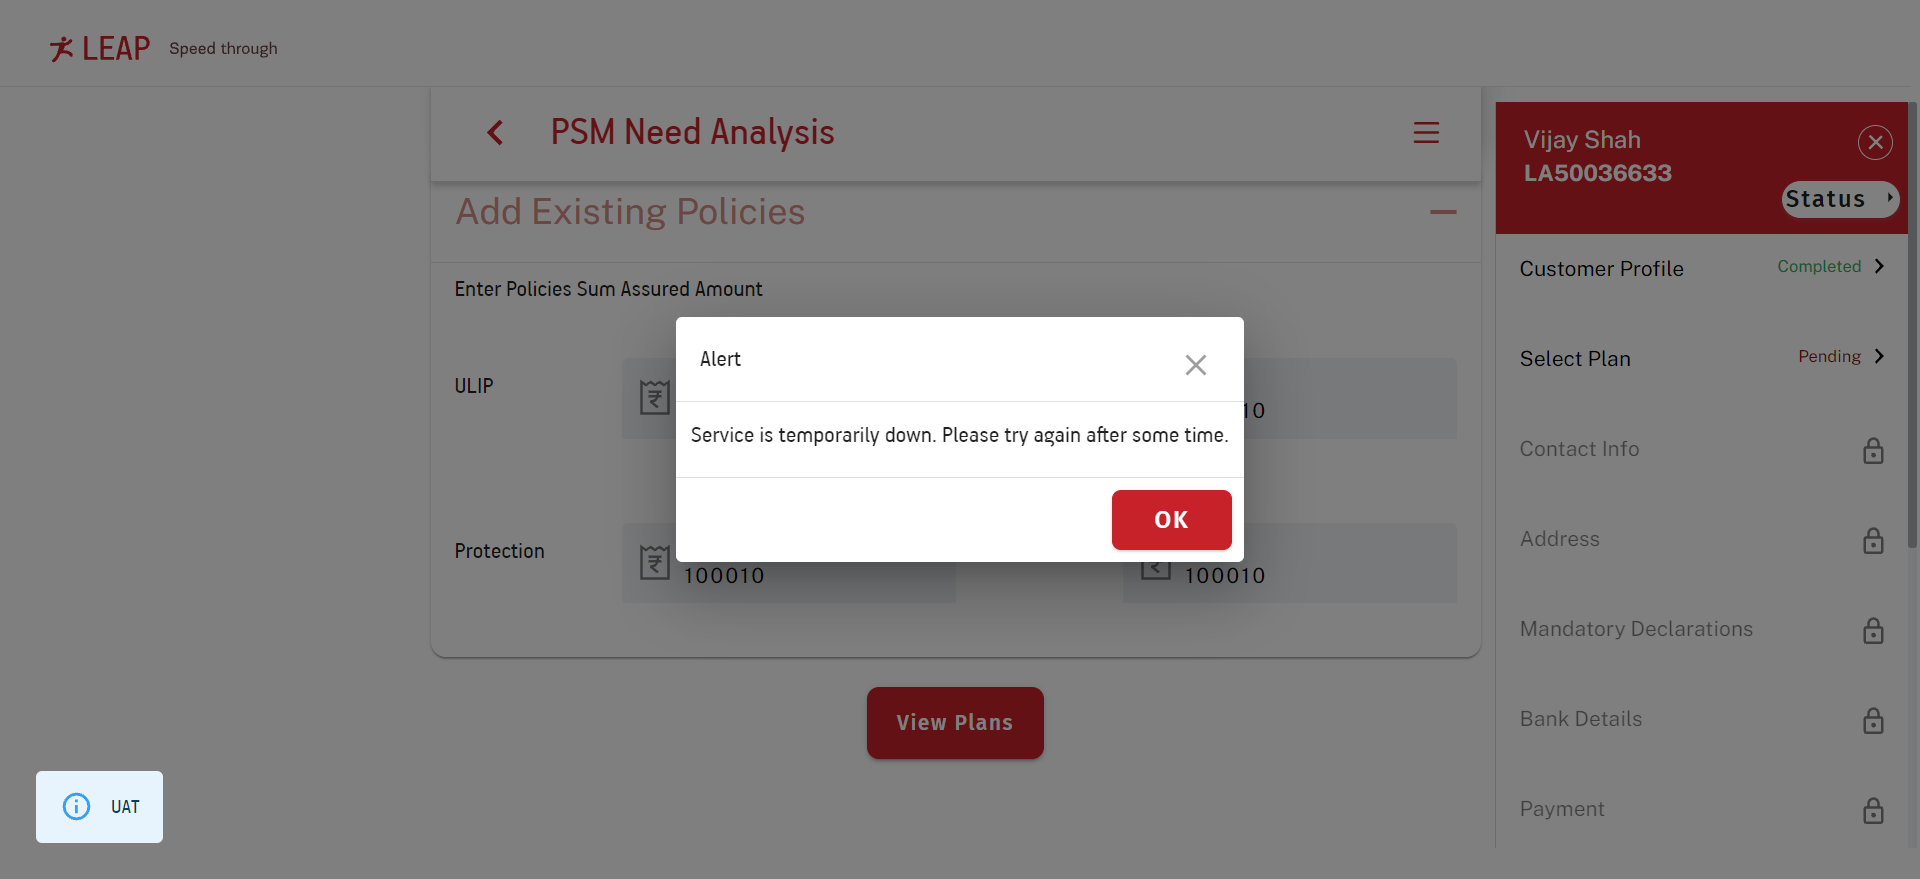 LEAP Speed through
PSM Need Analysis
Add Existing Policies
Enter Policies Sum Assured Amount
ULIP
10
Protection
100010
100010
View Plans
Alert
Service is temporarily down. Please try again after some time.
OK
Vijay Shah
LA50036633
Status
Customer Profile Completed
Select Plan Pending
Contact Info
Address
Mandatory Declarations
Bank Details
Payment
UAT